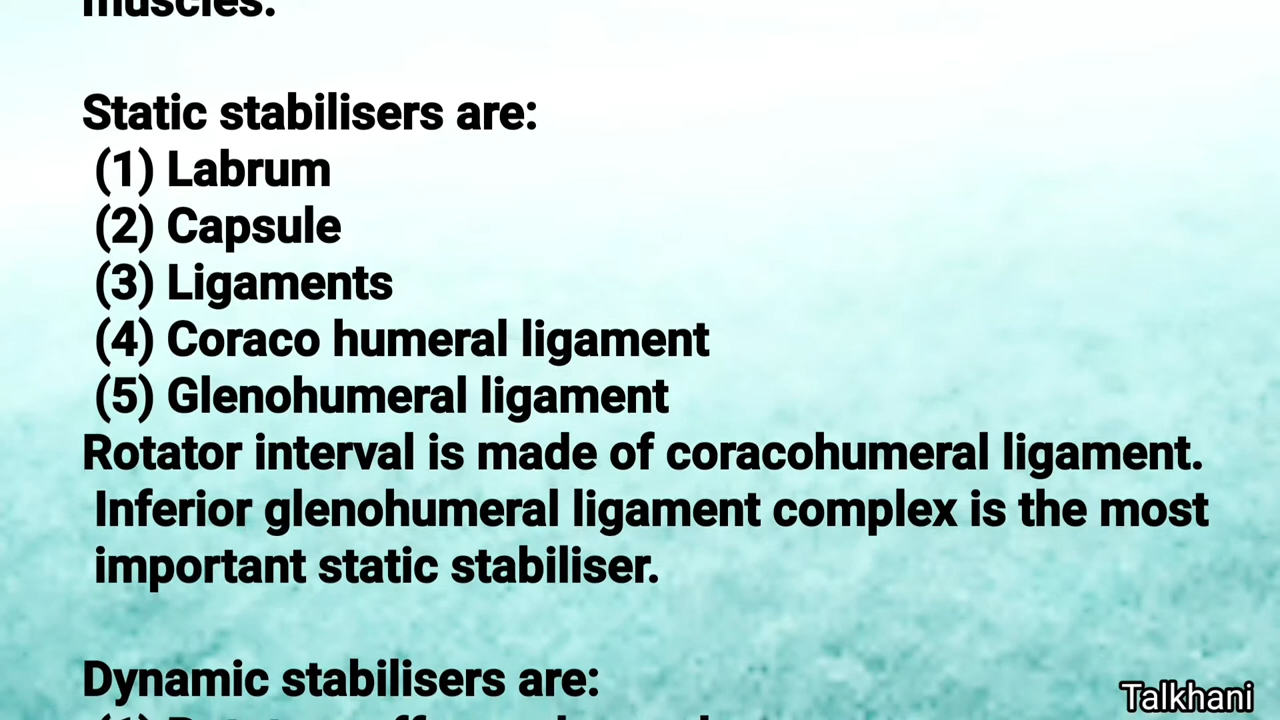 muscles.
Static stabilisers are:
(1) Labrum
(2) Capsule
(3) Ligaments
(4) Coraco humeral ligament
(5) Glenohumeral ligament
Rotator interval is made of coracohumeral ligament.
Inferior glenohumeral ligament complex is the most
important static stabiliser.
Dynamic stabilisers are:
Talkhani